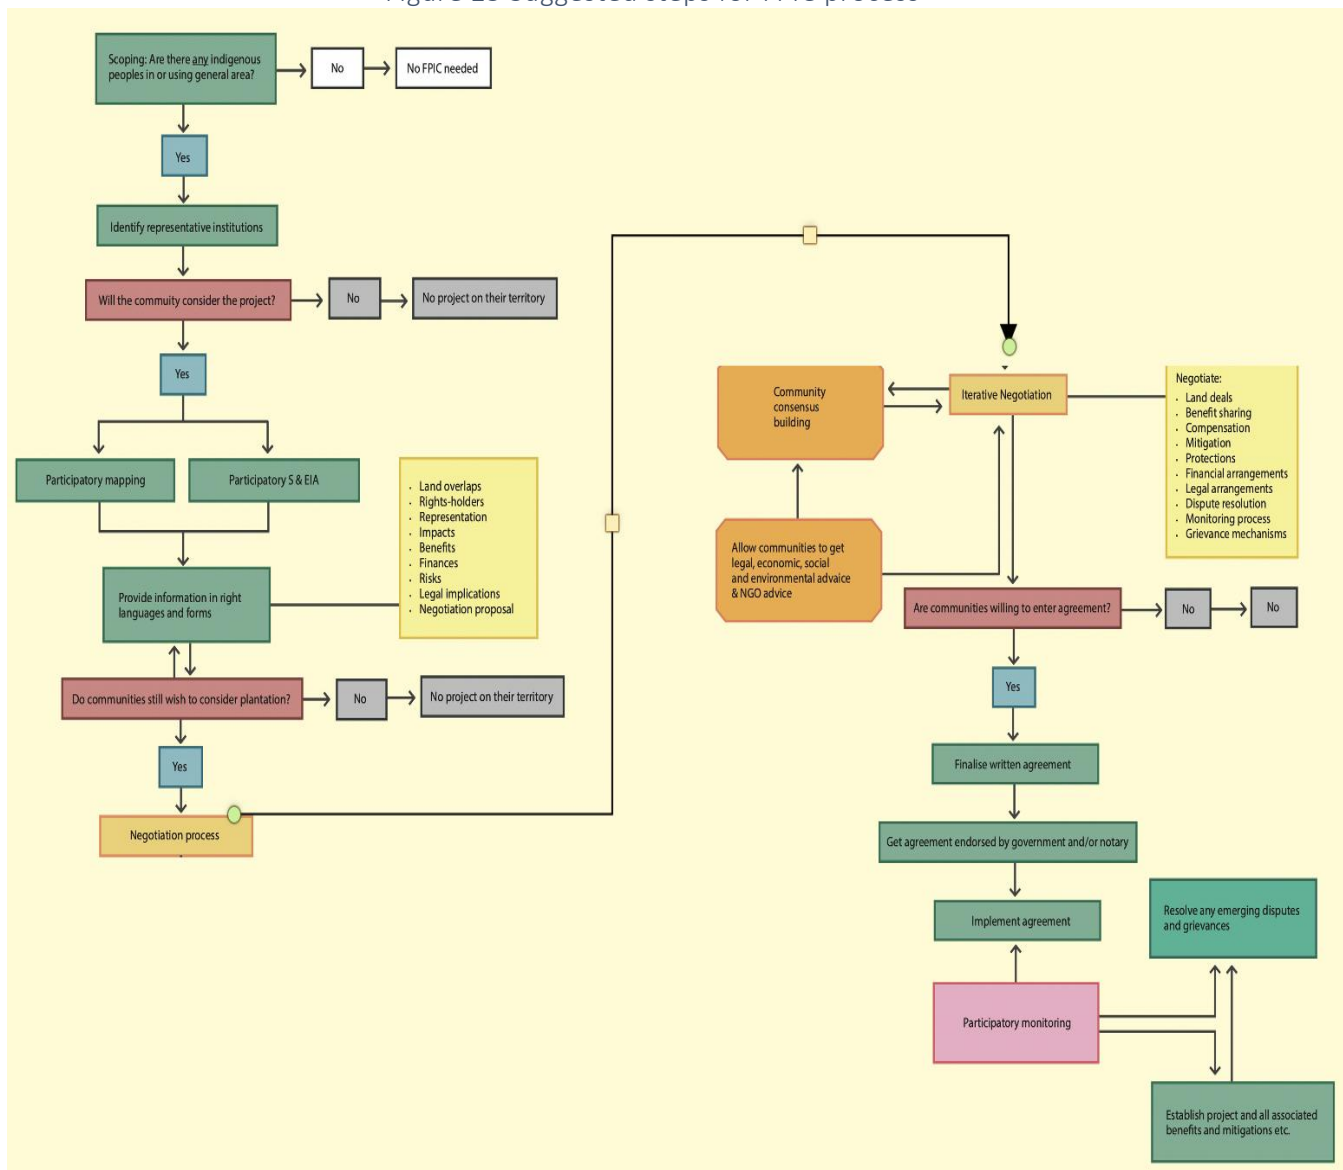 Figure 23 Suggested steps for FPIC process
Scoping: Are there any indigenous
peoples in or using general area?
No
No FPIC needed
Yes
Identify representative institutions
Will the commuity consider the project?
No
No project on their territory
Yes
Participatory mapping
Participatory S & EIA
Provide information in right
languages and forms
· Land overlaps
· Rights-holders
· Representation
· Impacts
· Benefits
· Finances
· Risks
· Legal implications
· Negotiation proposal
Do communities still wish to consider plantation?
No
No project on their territory
Yes
Negotiation process
Community
consensus
building
Iterative Negotiation
Negotiate:
· Land deals
· Benefit sharing
· Compensation
· Mitigation
· Protections
· Financial arrangements
· Legal arrangements
· Dispute resolution
· Monitoring process
· Grievance mechanisms
Allow communities to get
legal, economic, social
and environmental advaice
& NGO advice
Are communities willing to enter agreement?
No
No
Yes
Finalise written agreement
Get agreement endorsed by government and/or notary
Implement agreement
Resolve any emerging disputes
and grievances
Participatory monitoring
Establish project and all associated
benefits and mitigations etc.